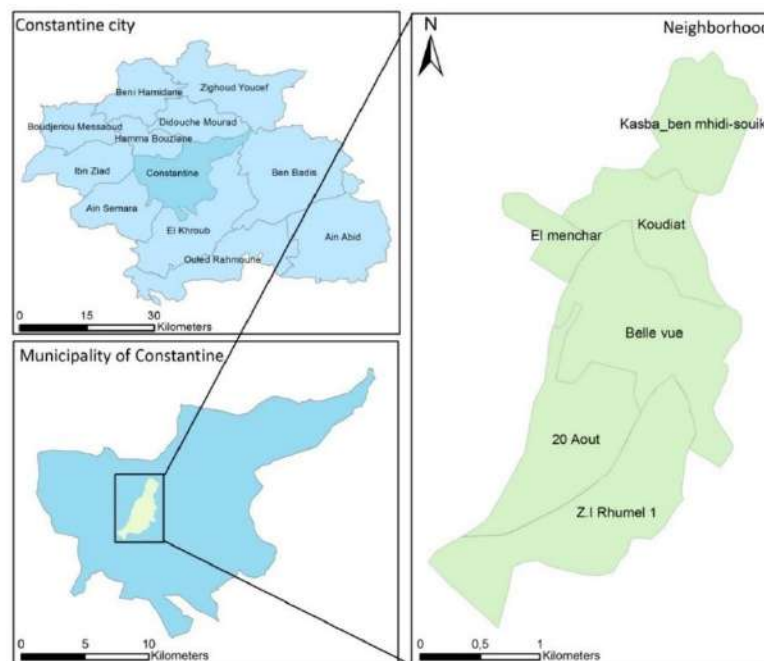 Constantine city
Zighoud Youcef
Beni Hamidane
Didouche Mourad
Boudjeriou Messaoud
Hamma Bouziane
Ibn Ziad
Constantine
Ben Badis
Ain Semara
El Khroub
Ain Abid
Ouled Rahmoune
0 15 30
Kilometers
Municipality of Constantine
0 5 10
Kilometers
N
Neighborhood
Kasba_ben mhidi-souik
El menchar
Koudiat
Belle vue
20 Aout
Z.I Rhumel 1
0 0,5 1
Kilometers